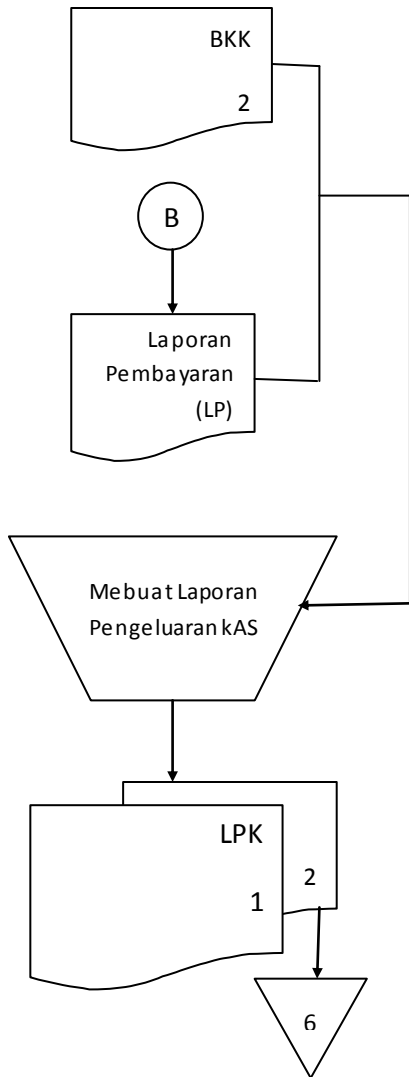 BKK
2
B
Laporan
Pembayaran
(LP)
Mebuat Laporan
Pengeluaran kAS
LPK
1
2
6